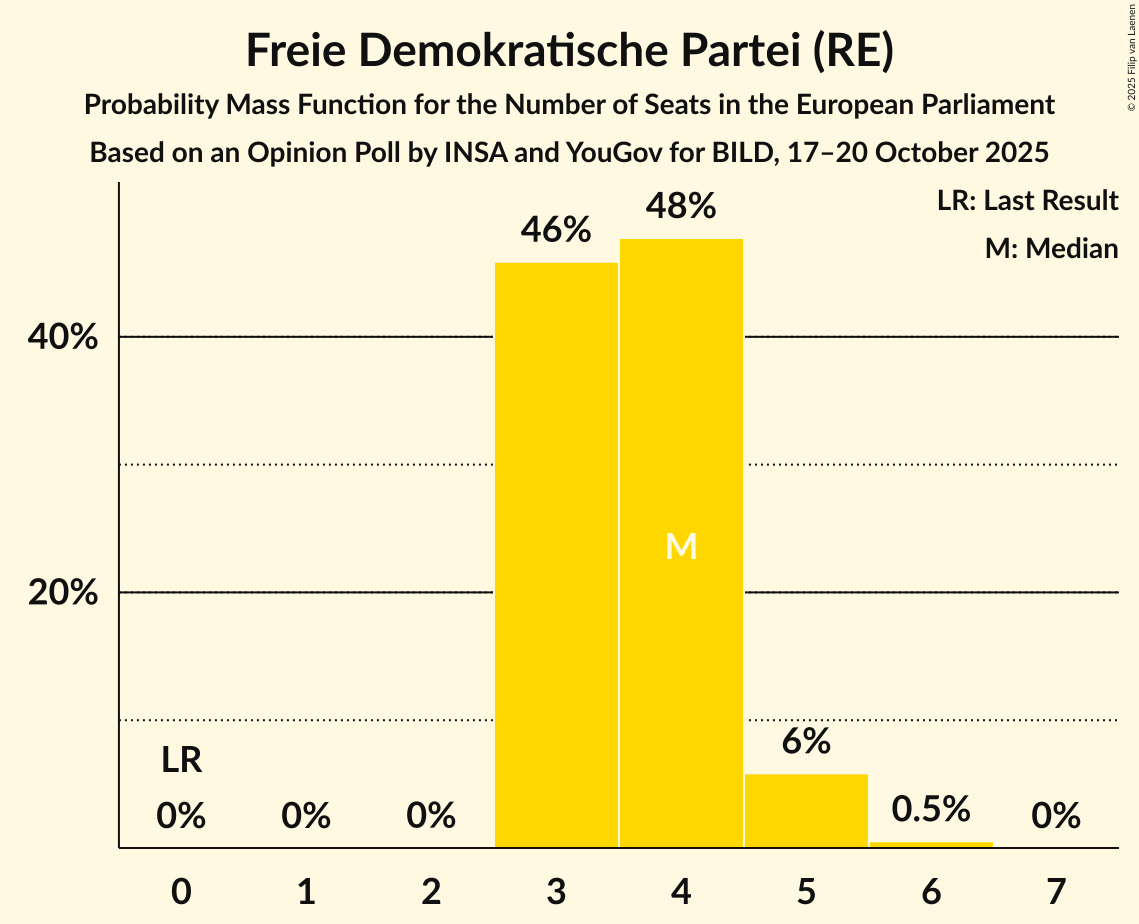 Freie Demokratische Partei (RE)
Probability Mass Function for the Number of Seats in the European Parliament
Based on an Opinion Poll by INSA and YouGov for BILD, 17–20 October 2025
© 2025 Filip van Laenen
LR: Last Result
M: Median
48%
46%
40%
M
20%
6%
LR
0.5%
0% 0% 0% 0%
0 1 2 3 4 5 6 7